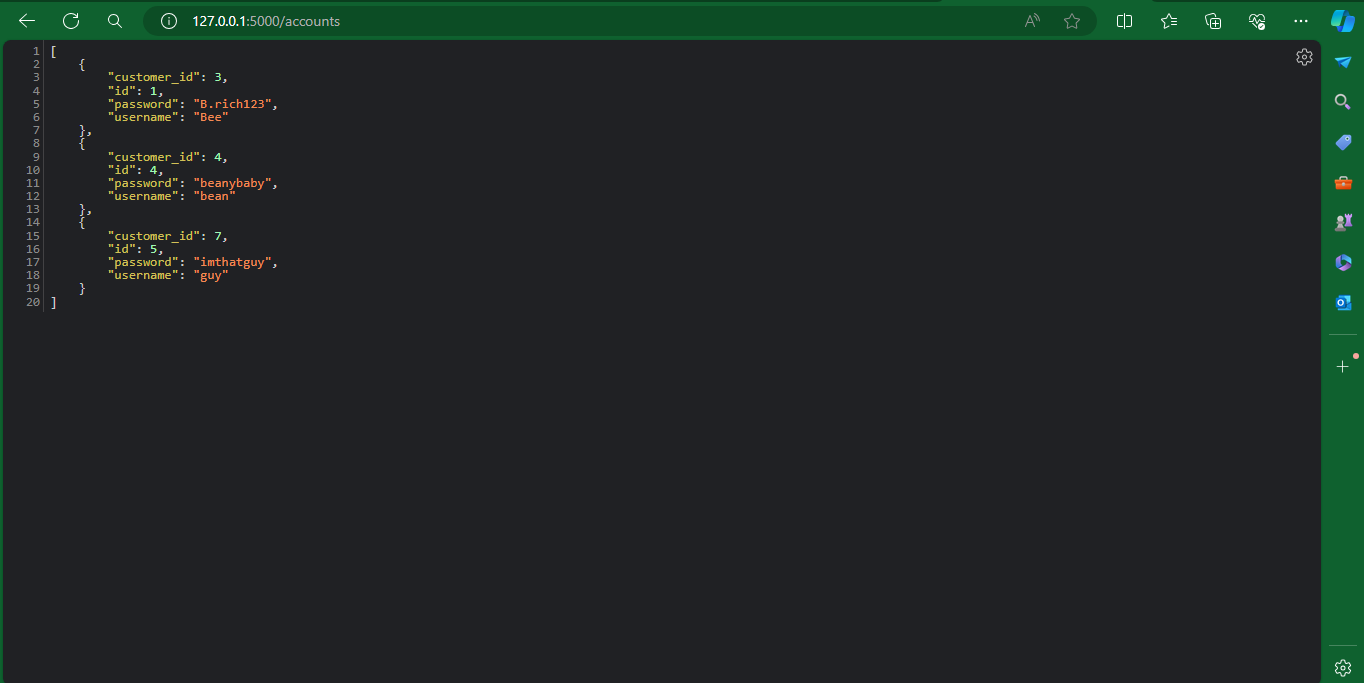 127.0.0.1:5000/accounts
1 [
2     {
3         "customer_id": 3,
4         "id": 1,
5         "password": "B.rich123",
6         "username": "Bee"
7     },
8     {
9         "customer_id": 4,
10         "id": 4,
11         "password": "beanybaby",
12         "username": "bean"
13     },
14     {
15         "customer_id": 7,
16         "id": 5,
17         "password": "imthatguy",
18         "username": "guy"
19     }
20 ]